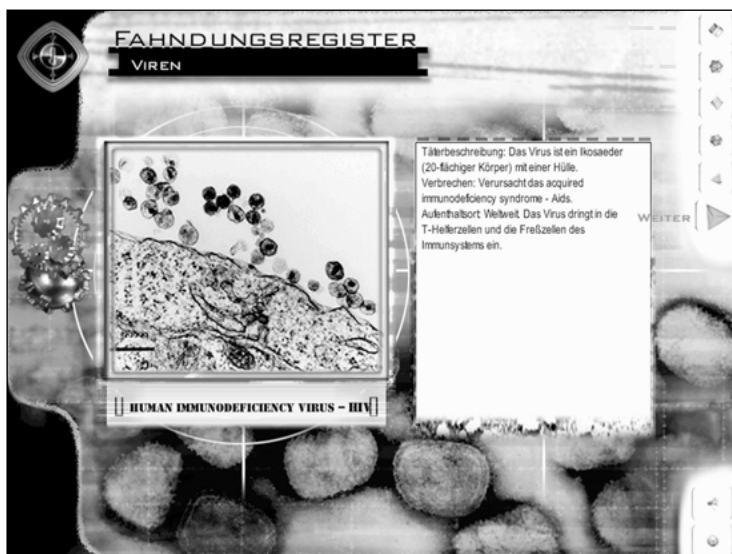 FAHNDUNGSREGISTER
VIREN
Täterbeschreibung: Das Virus ist ein Ikosaeder
(20-flächiger Körper) mit einer Hülle.
Verbrechen: Verursacht das acquired
immunodeficiency syndrome - Aids.
Aufenthaltsort: Weltweit. Das Virus dringt in die
T-Helferzellen und die Freßzellen des
Immunsystems ein.
WEITER
HUMAN IMMUNODEFICIENCY VIRUS – HIV